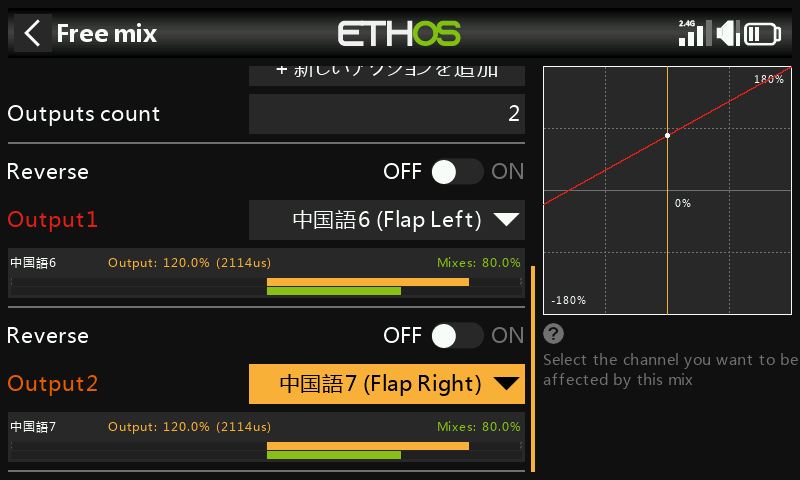 Free mix
ETHOS
2.4G
+ 新しいアクションを追加
Outputs count
2
Reverse
OFF ON
Output1
中国語6 (Flap Left)
中国語6 Output: 120.0% (2114us) Mixes: 80.0%
Reverse
OFF ON
Output2
中国語7 (Flap Right)
中国語7 Output: 120.0% (2114us) Mixes: 80.0%
180%
0%
-180%
?
Select the channel you want to be
affected by this mix